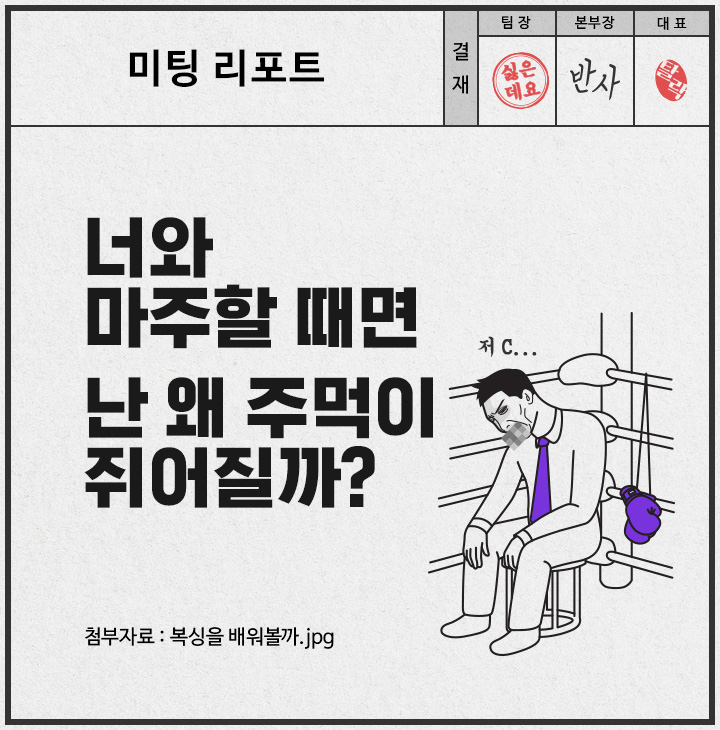 미팅 리포트
결재
팀 장
본부장
대 표
싫은데요
반사
탈락
너와
마주할 때면
난 왜 주먹이
쥐어질까?
저 C...
첨부자료 : 복싱을 배워볼까.jpg